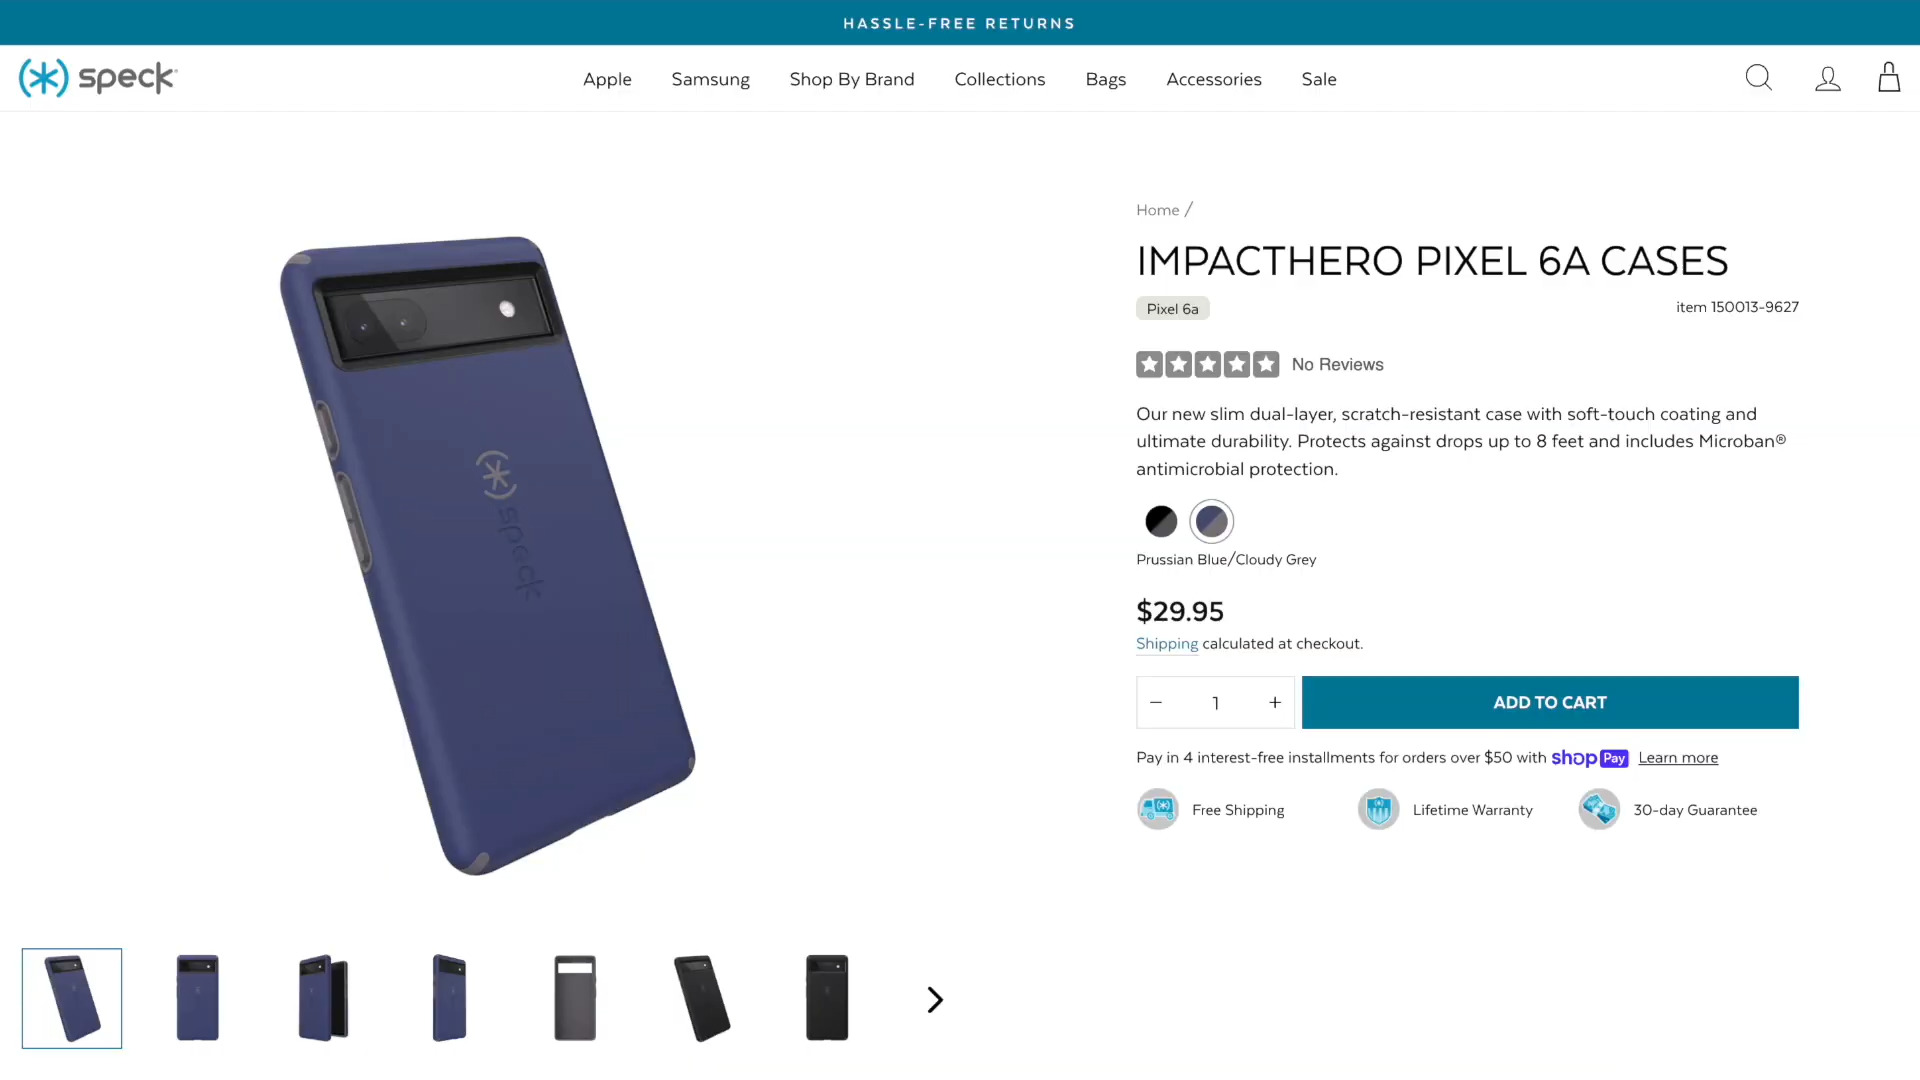 HASSLE-FREE RETURNS
speck
Apple
Samsung
Shop By Brand
Collections
Bags
Accessories
Sale
Home /
IMPACTHERO PIXEL 6A CASES
Pixel 6a
item 150013-9627
No Reviews
Our new slim dual-layer, scratch-resistant case with soft-touch coating and
ultimate durability. Protects against drops up to 8 feet and includes Microban®
antimicrobial protection.
Prussian Blue/Cloudy Grey
$29.95
Shipping calculated at checkout.
− 1 +
ADD TO CART
Pay in 4 interest-free installments for orders over $50 with shop Pay Learn more
Free Shipping
Lifetime Warranty
30-day Guarantee
speck